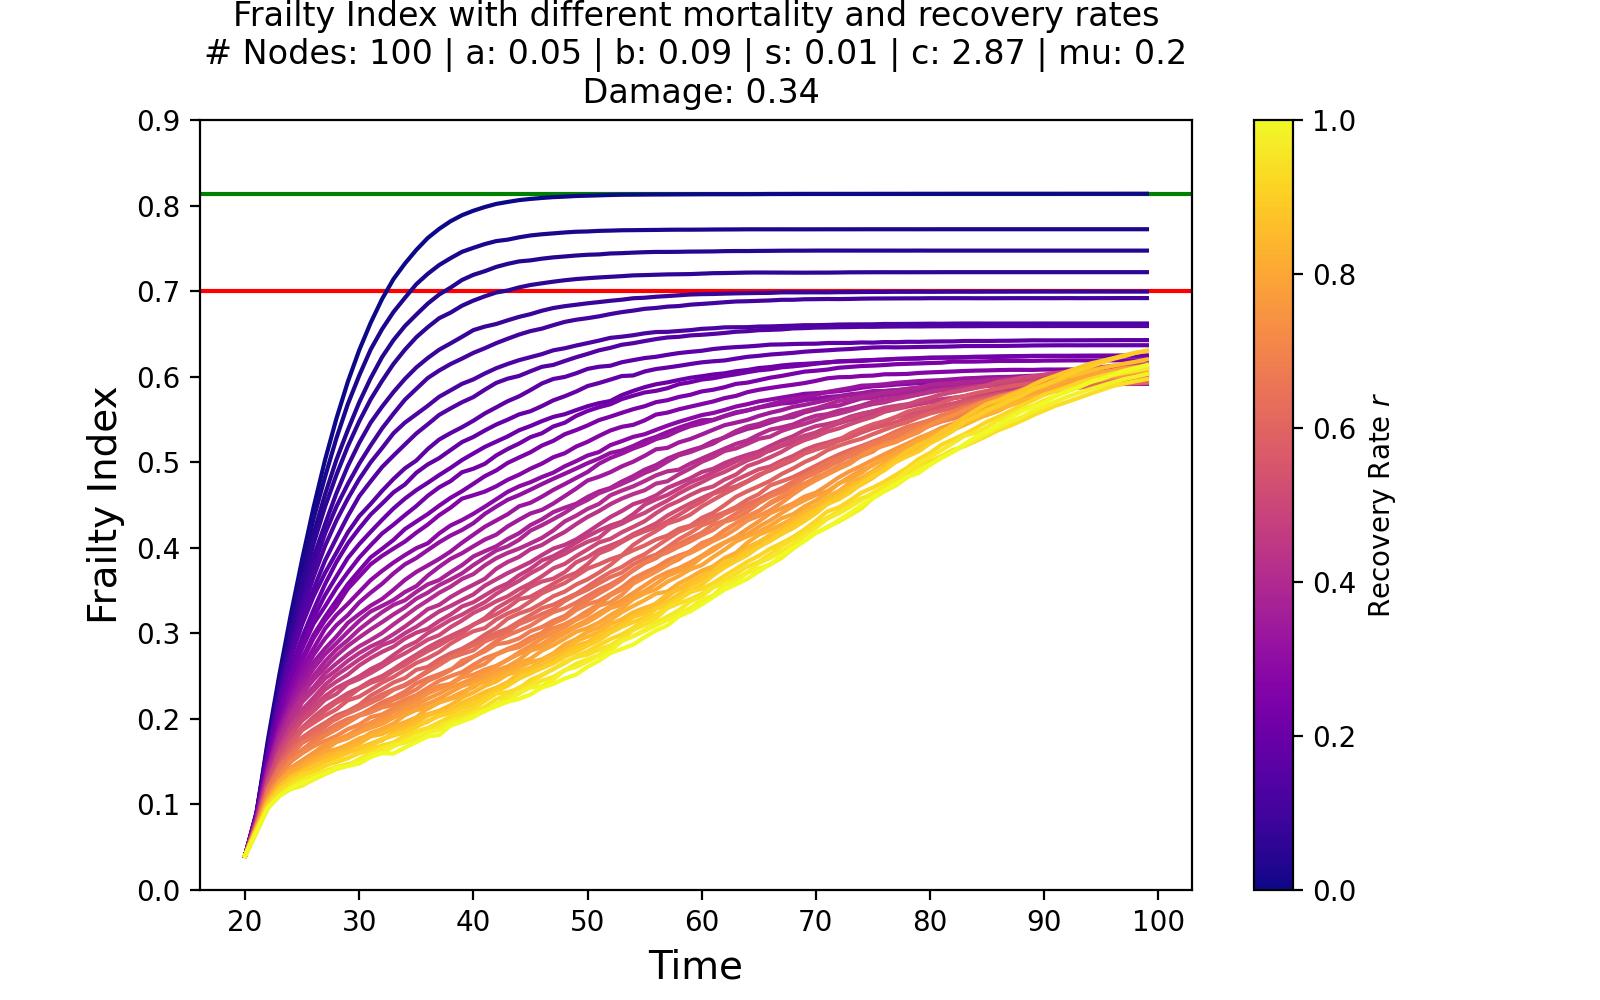 Frailty Index with different mortality and recovery rates
# Nodes: 100 | a: 0.05 | b: 0.09 | s: 0.01 | c: 2.87 | mu: 0.2
Damage: 0.34
0.9
0.8
0.7
0.6
0.5
0.4
0.3
0.2
0.1
0.0
Frailty Index
20 30 40 50 60 70 80 90 100
Time
1.0
0.8
0.6
0.4
0.2
0.0
Recovery Rate r